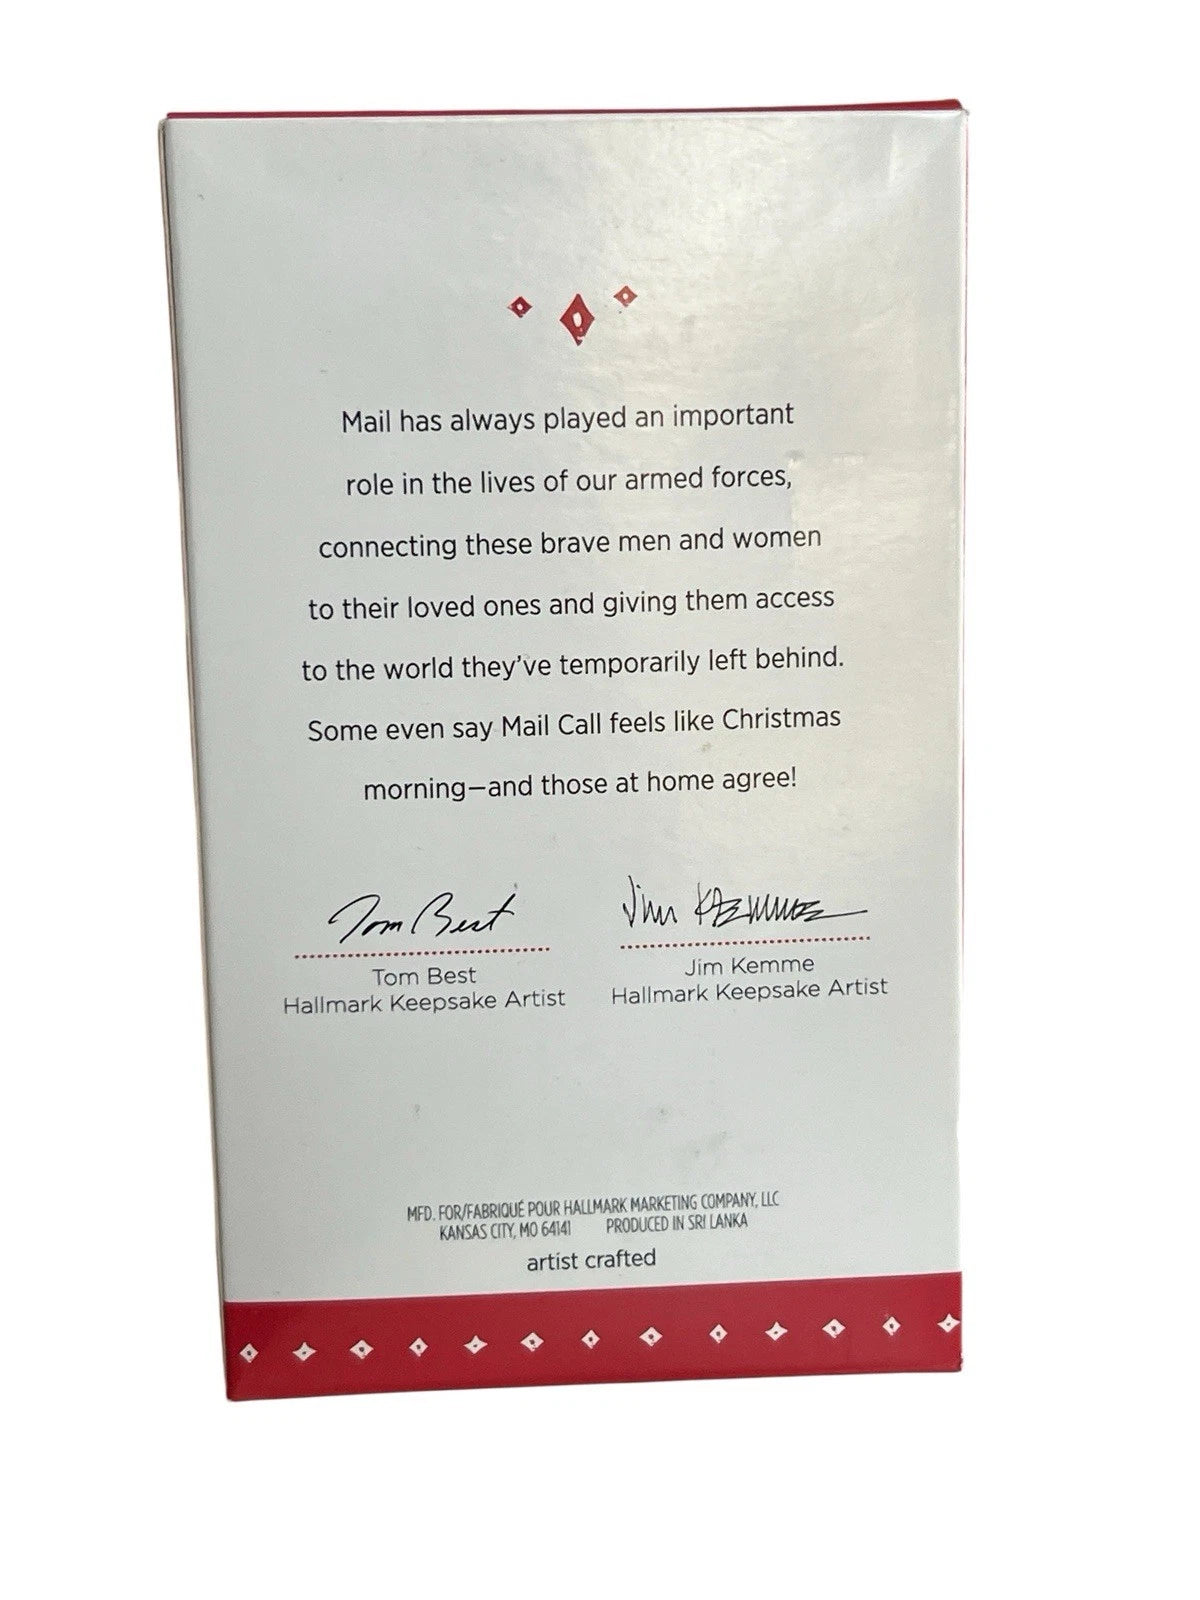 Mail has always played an important
role in the lives of our armed forces,
connecting these brave men and women
to their loved ones and giving them access
to the world they've temporarily left behind.
Some even say Mail Call feels like Christmas
morning—and those at home agree!
Tom Best Jim Kemme
Tom Best Jim Kemme
Hallmark Keepsake Artist Hallmark Keepsake Artist
MFD. FOR/FABRIQUÉ POUR HALLMARK MARKETING COMPANY, LLC
KANSAS CITY, MO 64141 PRODUCED IN SRI LANKA
artist crafted